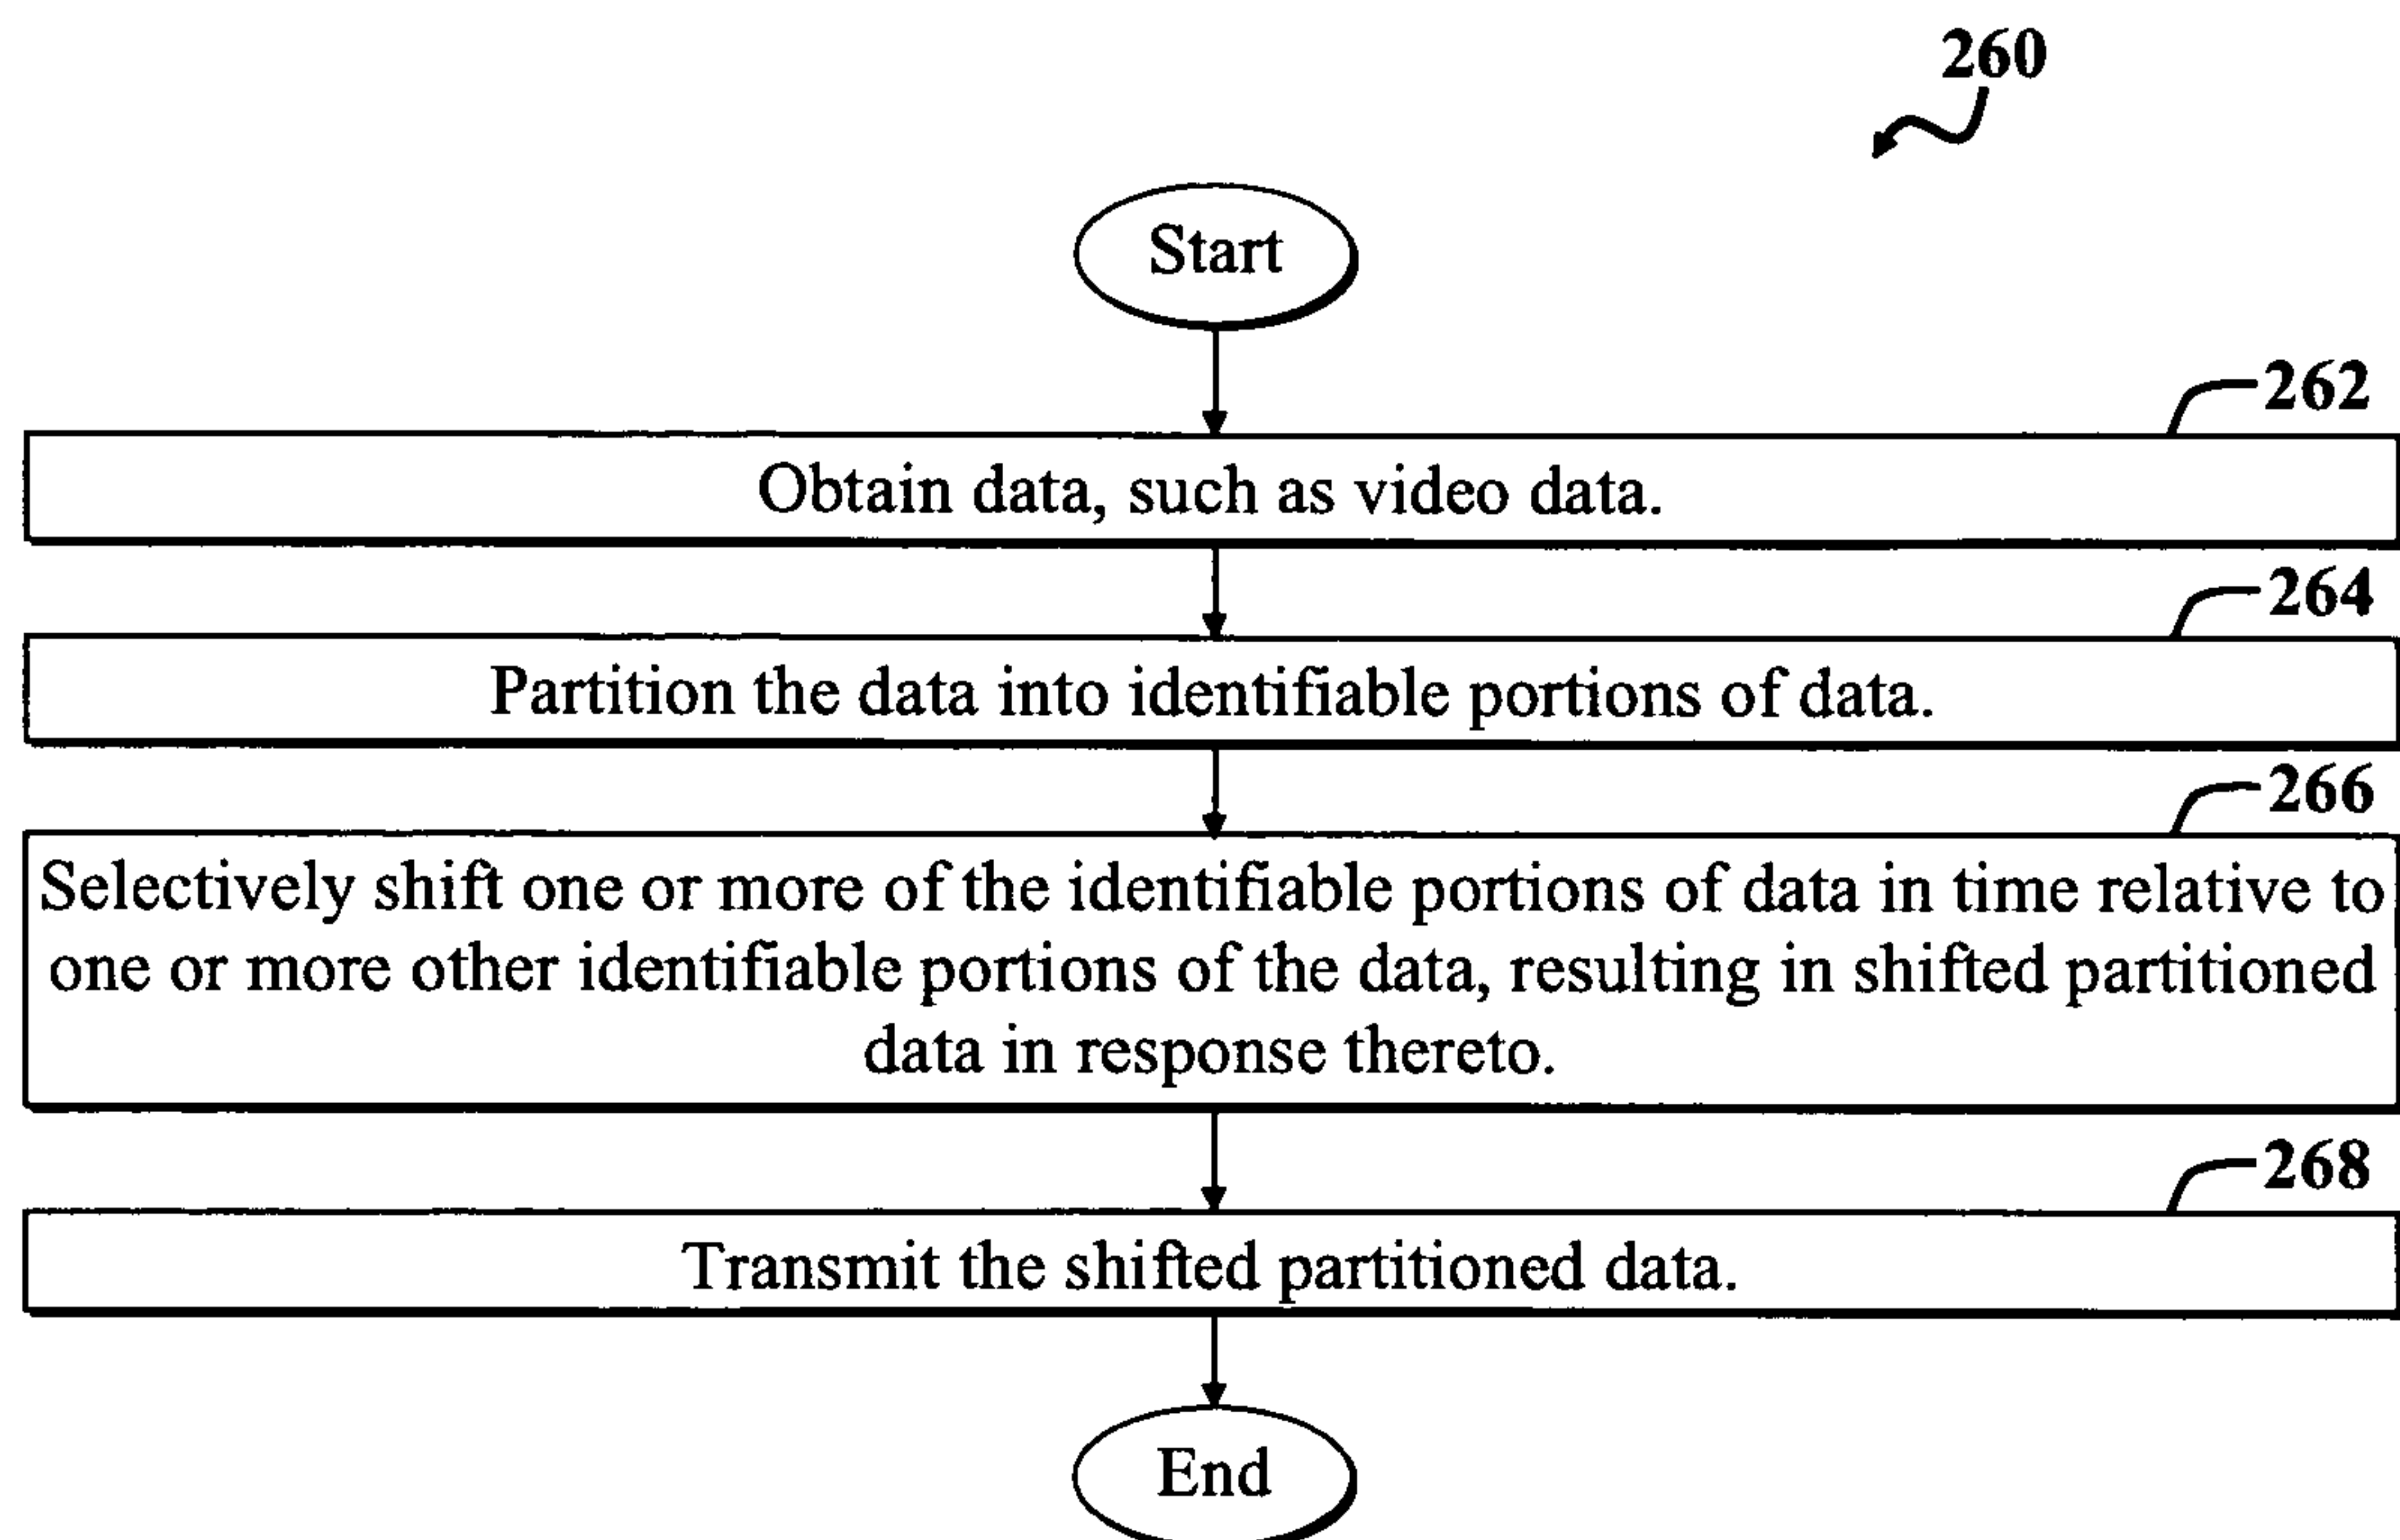 260
Start
262
Obtain data, such as video data.
264
Partition the data into identifiable portions of data.
266
Selectively shift one or more of the identifiable portions of data in time relative to
one or more other identifiable portions of the data, resulting in shifted partitioned
data in response thereto.
268
Transmit the shifted partitioned data.
End